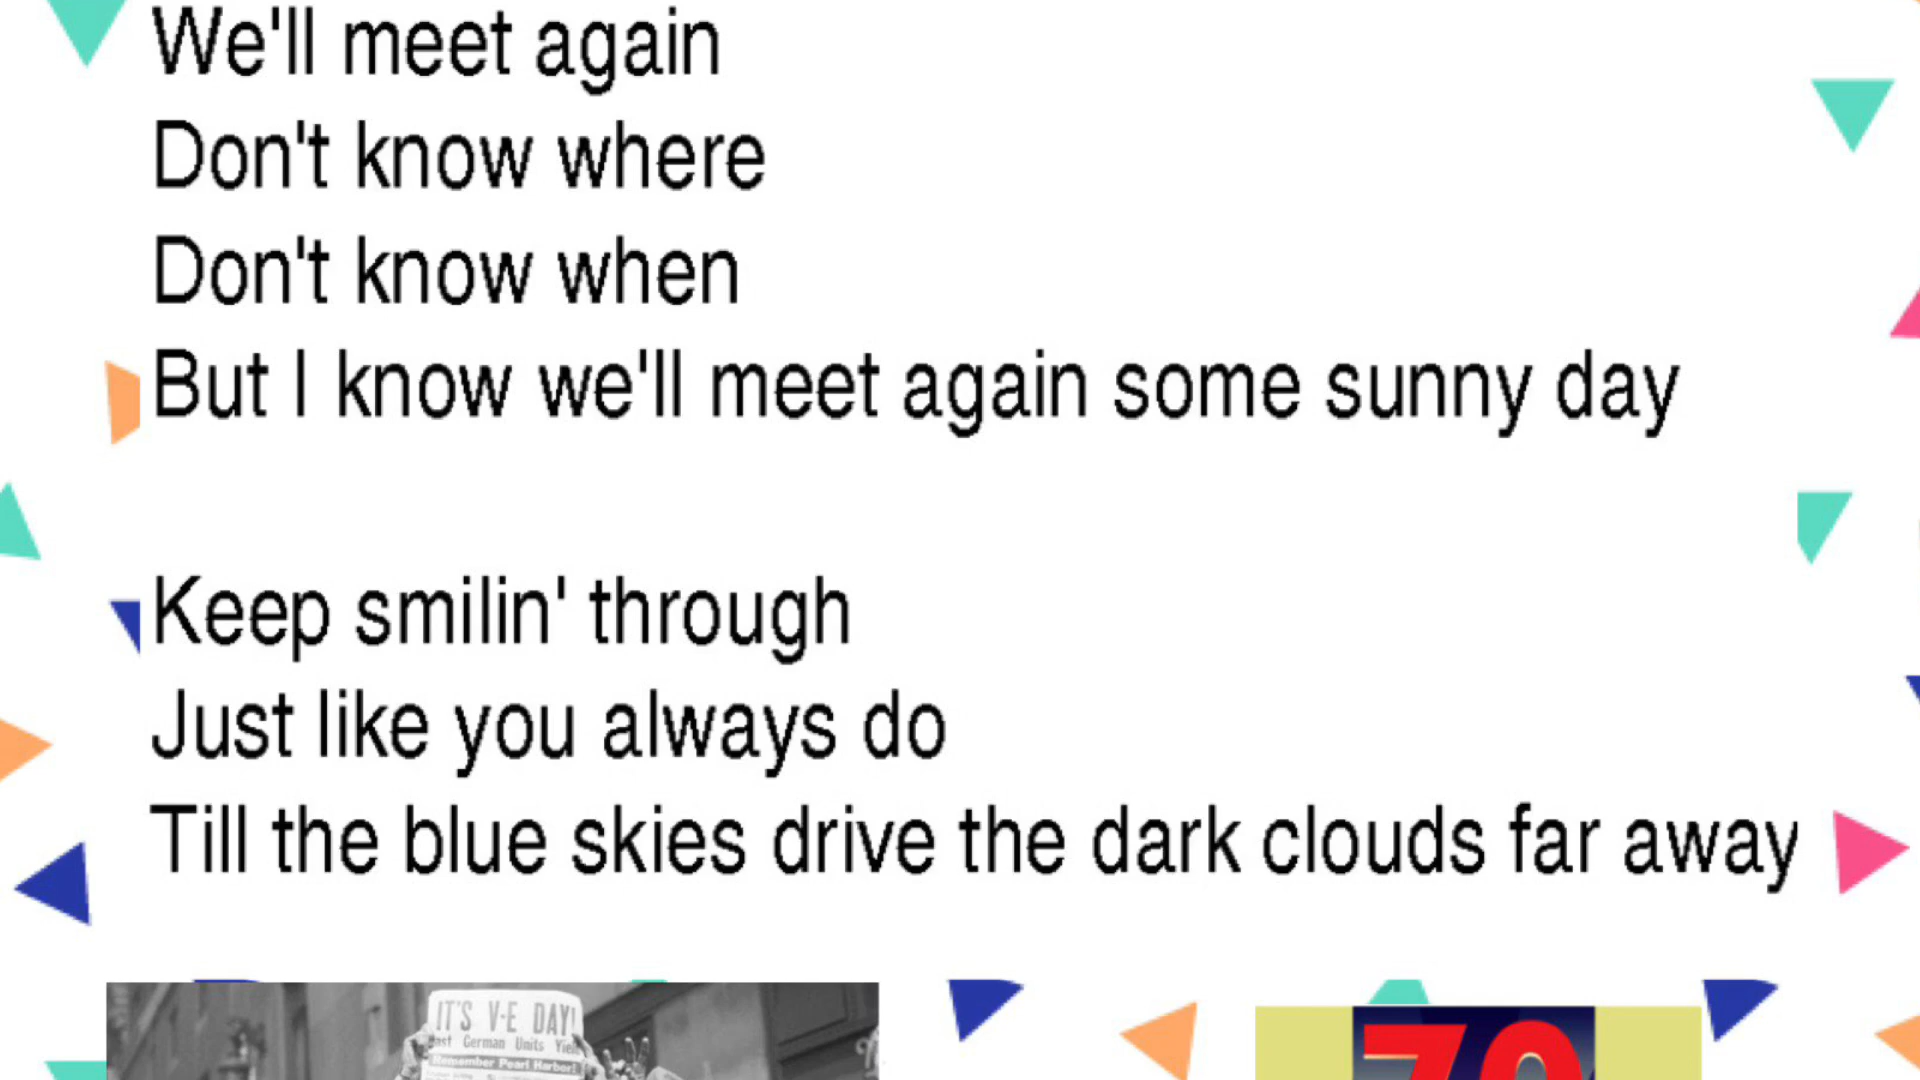 We'll meet again
Don't know where
Don't know when
But I know we'll meet again some sunny day
Keep smilin' through
Just like you always do
Till the blue skies drive the dark clouds far away
IT'S V-E DAY!
German Units
Remember Pearl Harbor!
70